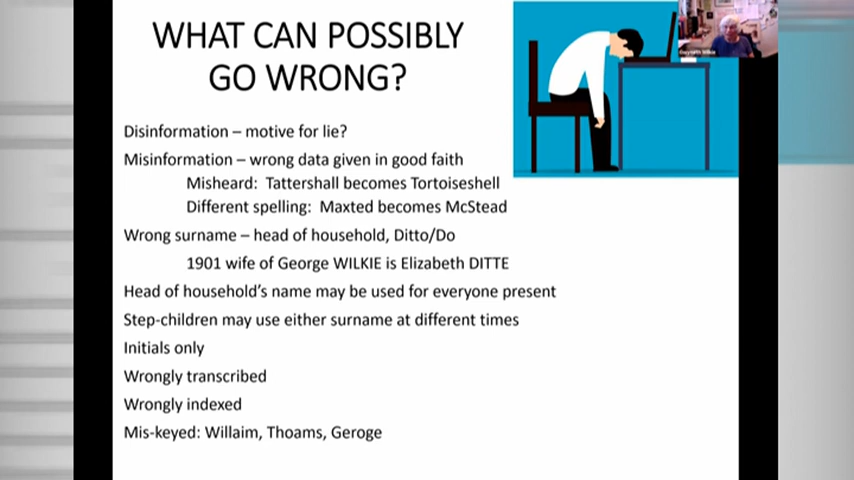 WHAT CAN POSSIBLY
GO WRONG?
Disinformation – motive for lie?
Misinformation – wrong data given in good faith
Misheard:  Tattershall becomes Tortoiseshell
Different spelling:  Maxted becomes McStead
Wrong surname – head of household, Ditto/Do
1901 wife of George WILKIE is Elizabeth DITTE
Head of household's name may be used for everyone present
Step-children may use either surname at different times
Initials only
Wrongly transcribed
Wrongly indexed
Mis-keyed: Willaim, Thoams, Geroge